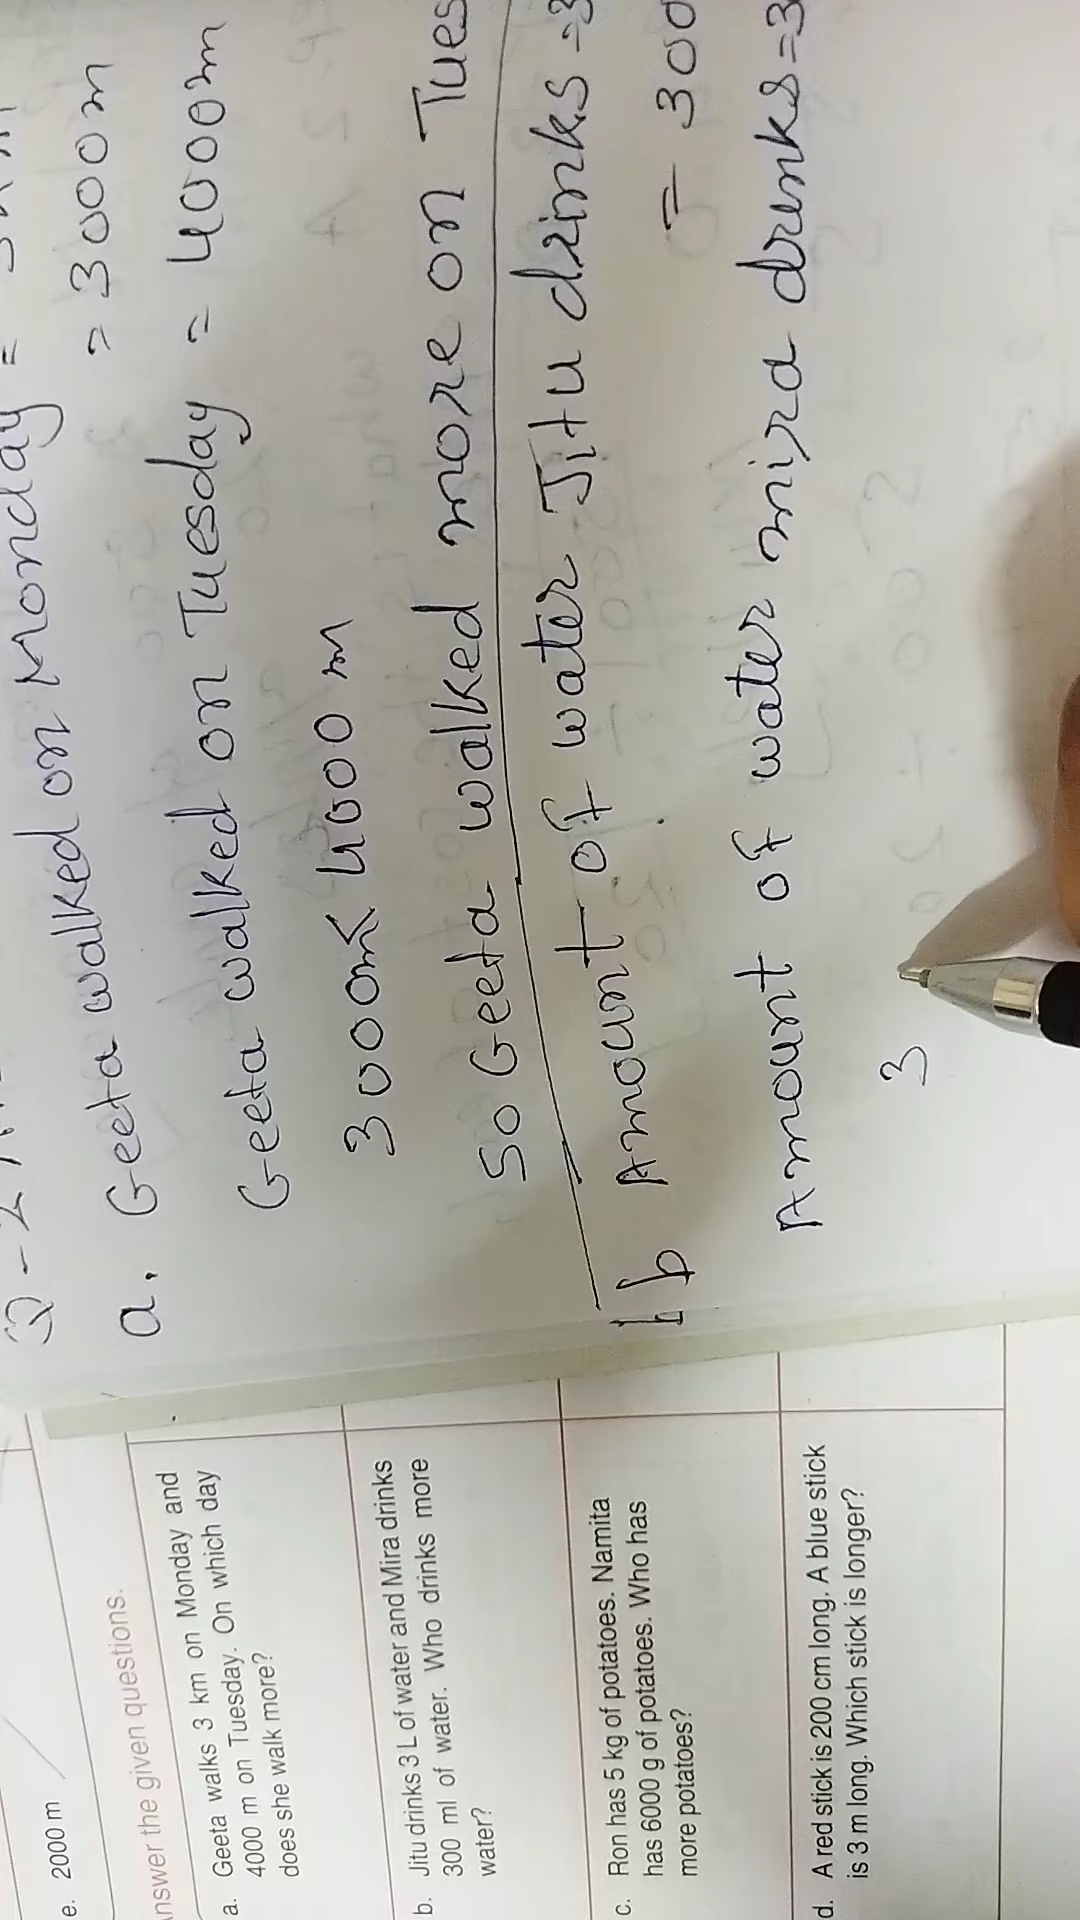 a. Geeta walked on Monday =
= 3000m
Geeta walked on Tuesday = 4000m
3000m < 4000 m
so Geeta walked more on Tues
b Amount of water Jitu drinks = 3
= 300
Amount of water mira drinks = 3
3
e. 2000 m
nswer the given questions.
a. Geeta walks 3 km on Monday and
4000 m on Tuesday. On which day
does she walk more?
b. Jitu drinks 3 L of water and Mira drinks
300 ml of water. Who drinks more
water?
c. Ron has 5 kg of potatoes. Namita
has 6000 g of potatoes. Who has
more potatoes?
d. A red stick is 200 cm long. A blue stick
is 3 m long. Which stick is longer?